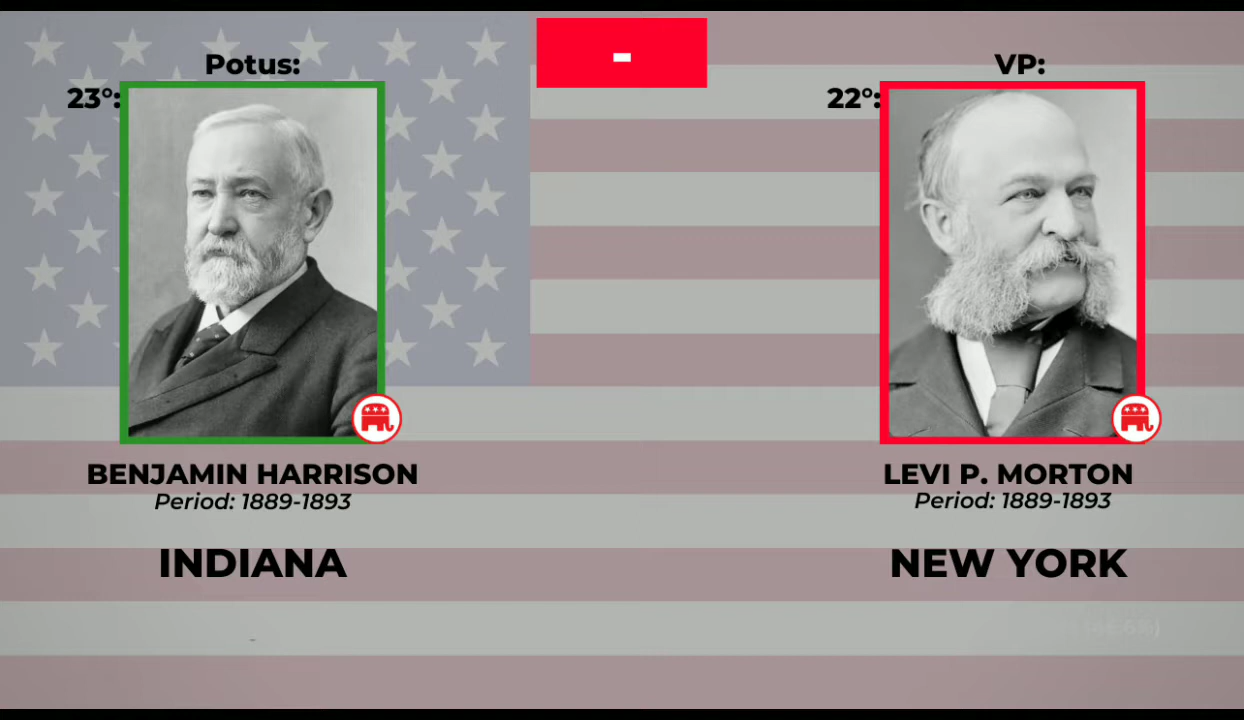 -
Potus:
23°:
BENJAMIN HARRISON
Period: 1889-1893
INDIANA
VP:
22°:
LEVI P. MORTON
Period: 1889-1893
NEW YORK